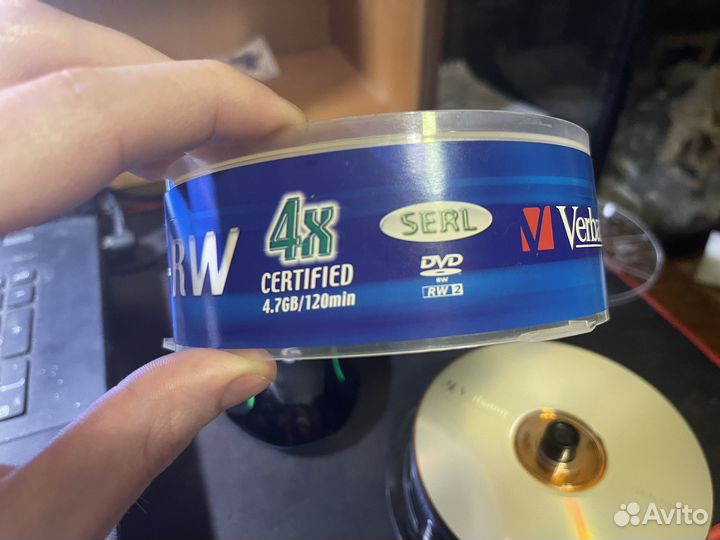 -RW
4x
CERTIFIED
4.7GB/120min
SERL
DVD
RW
RW 2
Verba
Avito